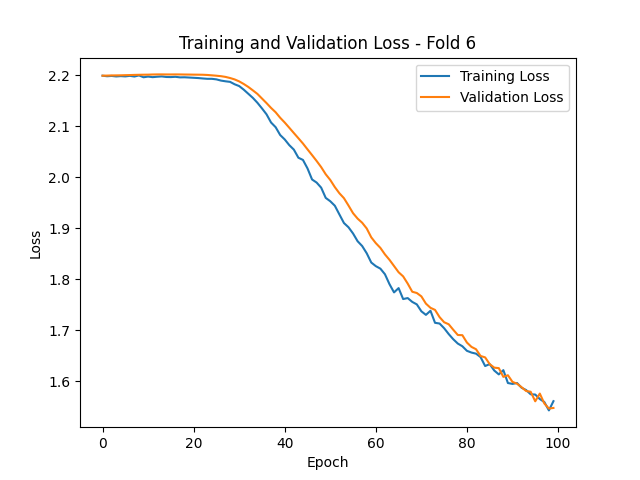 Training and Validation Loss - Fold 6
Training Loss
Validation Loss
2.2
2.1
2.0
1.9
1.8
1.7
1.6
Loss
0 20 40 60 80 100
Epoch